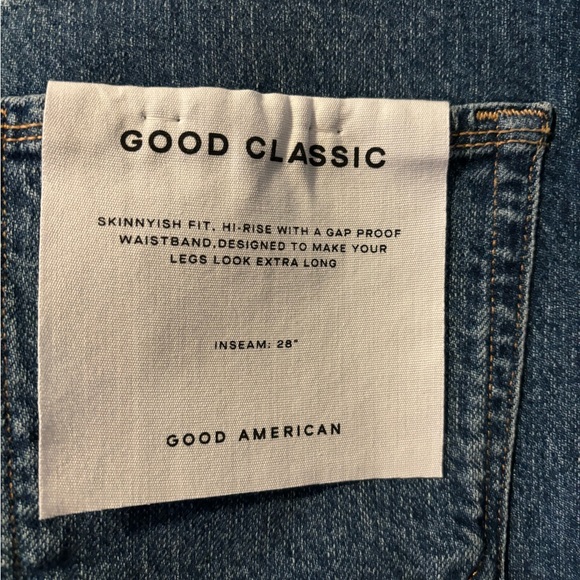 GOOD CLASSIC
SKINNYISH FIT, HI-RISE WITH A GAP PROOF
WAISTBAND,DESIGNED TO MAKE YOUR
LEGS LOOK EXTRA LONG
INSEAM: 28"
GOOD AMERICAN